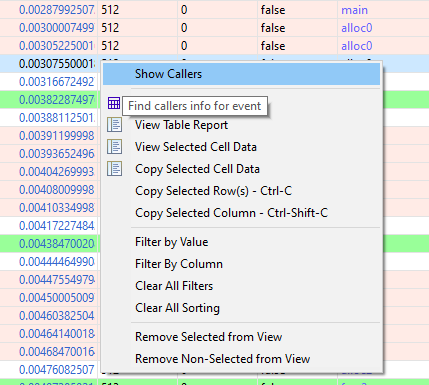 0.00287992507 512 0 false main
0.00300007499 512 0 false alloc0
0.00305225001 512 0 false alloc0
0.0030755000
Show Callers
0.00316672492
0.00382287497
Find callers info for event
0.00388112501
View Table Report
0.00391199998
View Selected Cell Data
0.00393652496
Copy Selected Cell Data
0.00404269993
Copy Selected Row(s) - Ctrl-C
0.00408009998
Copy Selected Column - Ctrl-Shift-C
0.00410334998
0.00417227484
Filter by Value
0.00438470020
Filter By Column
0.00444464990
Clear All Filters
0.00447554979
Clear All Sorting
0.00450005009
0.00460382504
Remove Selected from View
0.00464140018
Remove Non-Selected from View
0.00468470016
0.00476082507